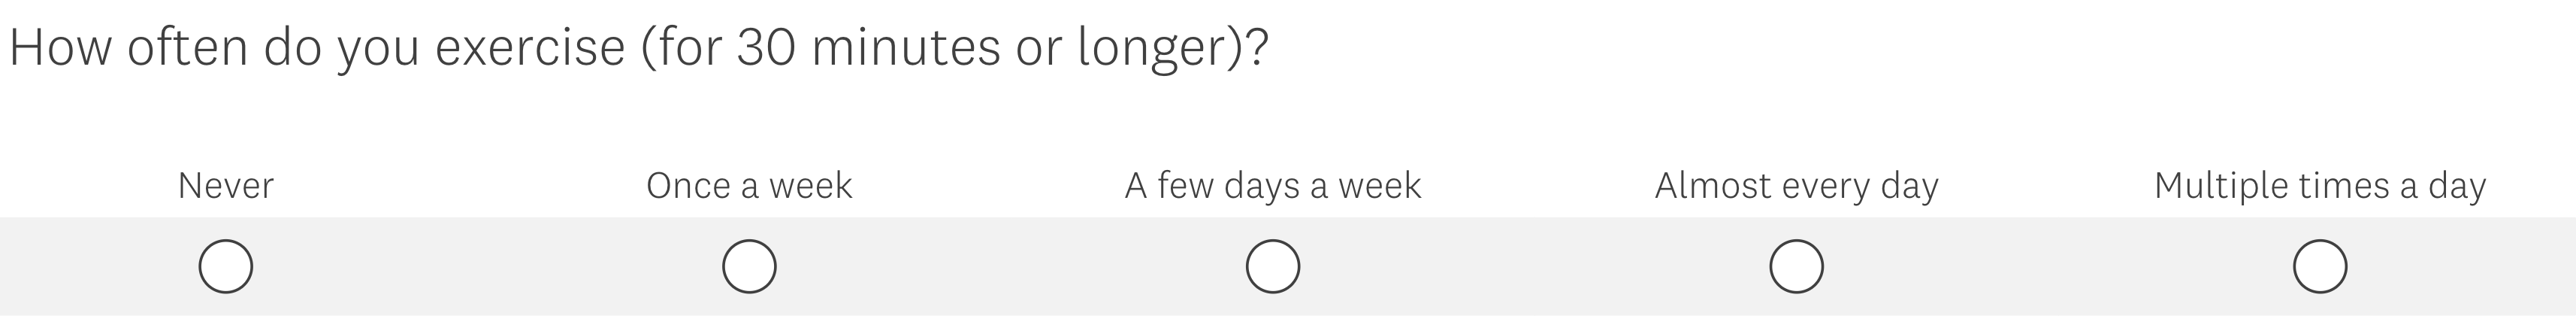 How often do you exercise (for 30 minutes or longer)?
Never Once a week A few days a week Almost every day Multiple times a day